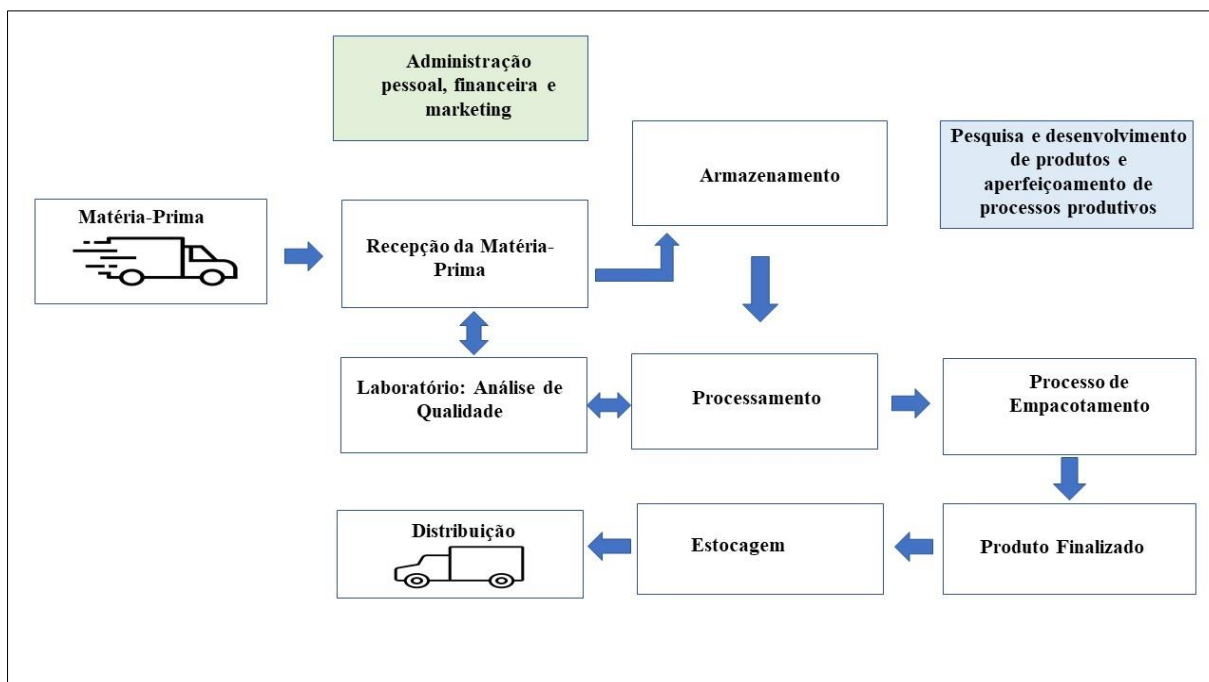 Administração
pessoal, financeira e
marketing
Armazenamento
Pesquisa e desenvolvimento
de produtos e
aperfeiçoamento de
processos produtivos
Matéria-Prima
Recepção da Matéria-
Prima
Laboratório: Análise de
Qualidade
Processamento
Processo de
Empacotamento
Distribuição
Estocagem
Produto Finalizado